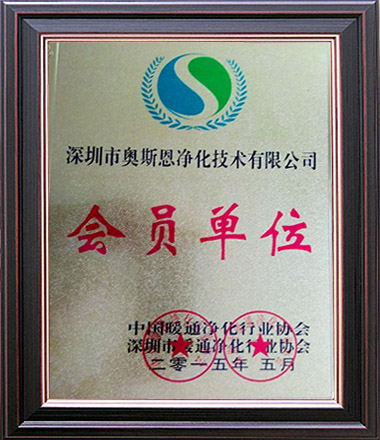 深圳市奥斯恩净化技术有限公司
会员单位
中国暖通净化行业协会
深圳市暖通净化行业协会
二零一五年 五月